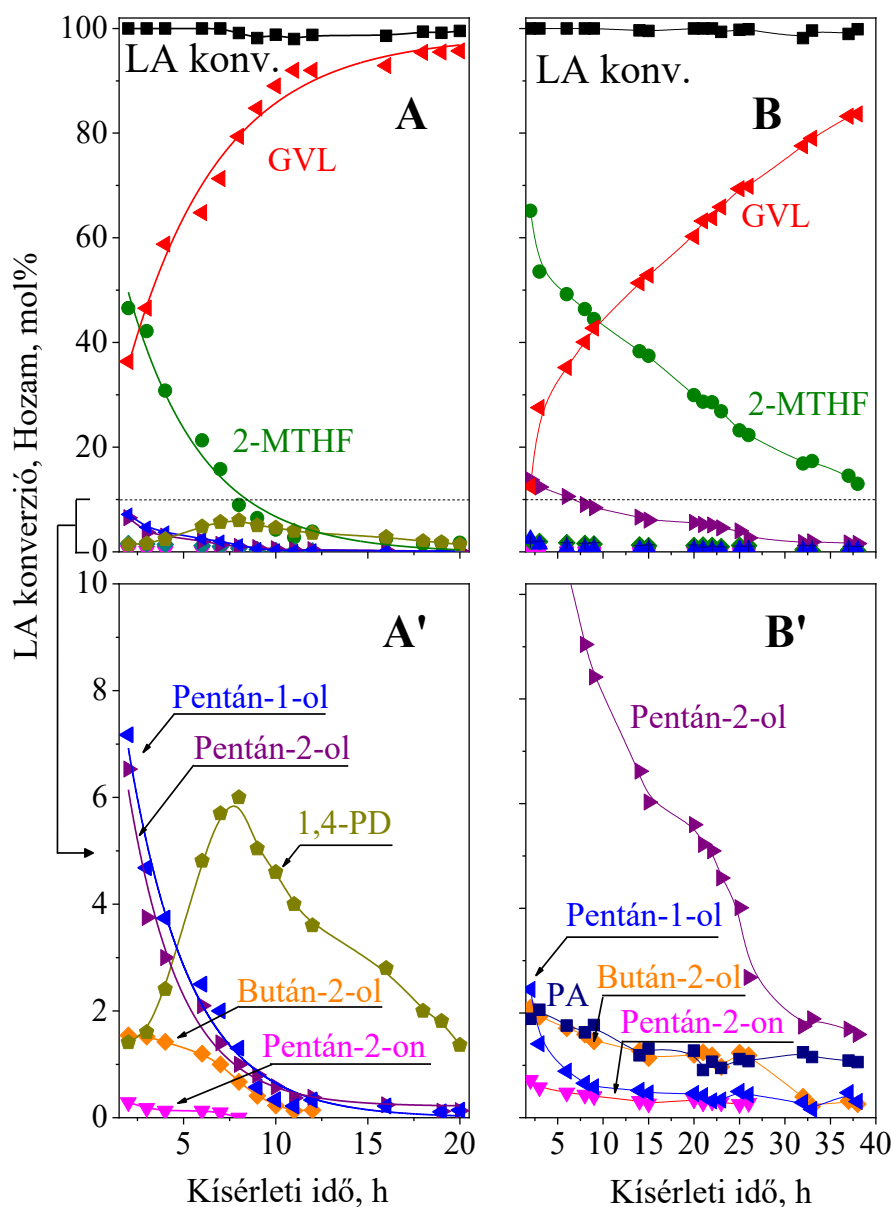 LA konverzió, Hozam, mol%
100
80
60
40
20
0
LA konv.
A
GVL
2-MTHF
LA konv.
B
GVL
2-MTHF
10
8
6
4
2
0
A'
Pentán-1-ol
Pentán-2-ol
1,4-PD
Bután-2-ol
Pentán-2-on
5 10 15 20
Kísérleti idő, h
B'
Pentán-2-ol
Pentán-1-ol
Bután-2-ol
PA
Pentán-2-on
5 10 15 20 25 30 35 40
Kísérleti idő, h